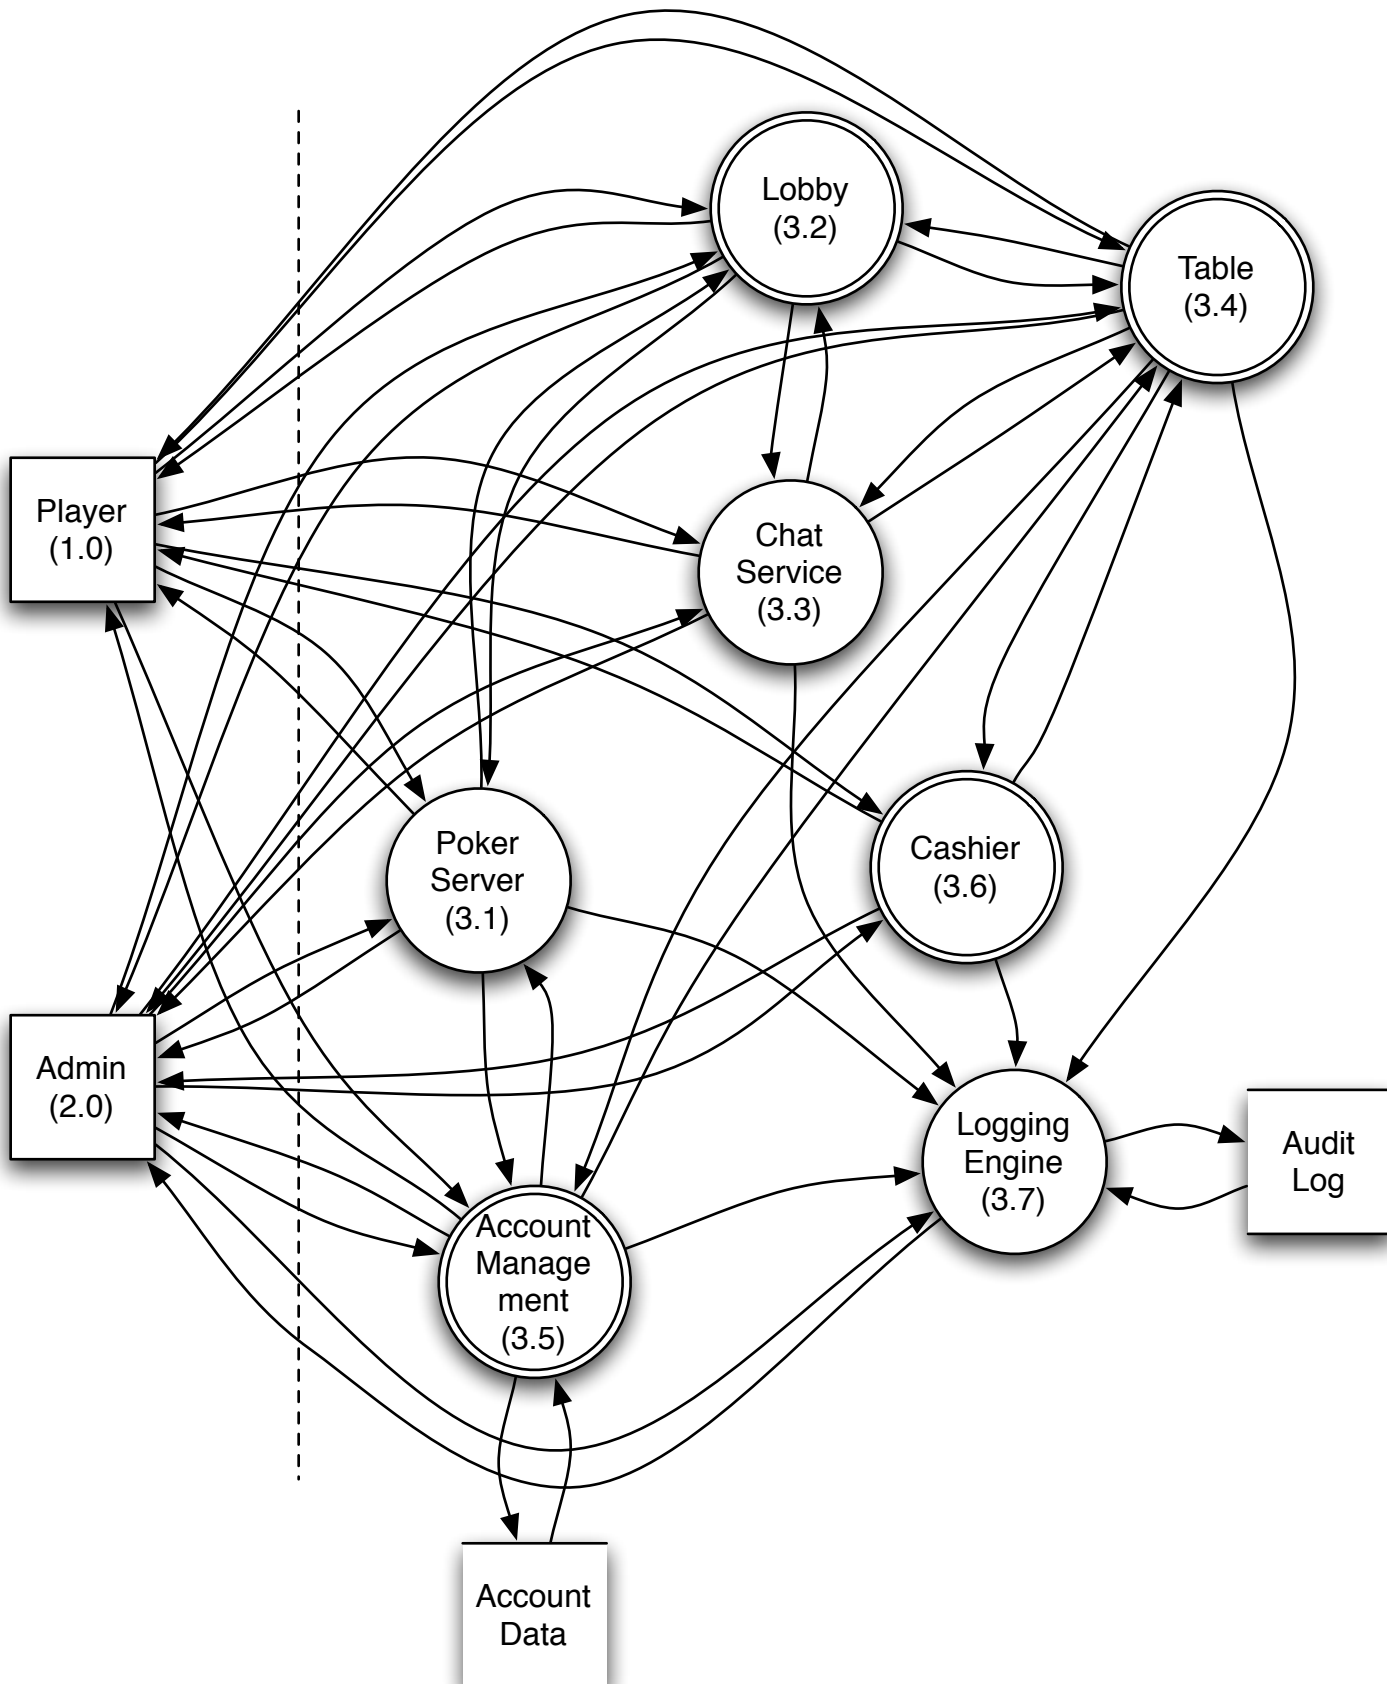 Lobby
(3.2)
Table
(3.4)
Player
(1.0)
Chat
Service
(3.3)
Poker
Server
(3.1)
Cashier
(3.6)
Admin
(2.0)
Logging
Engine
(3.7)
Audit
Log
Account
Manage
ment
(3.5)
Account
Data